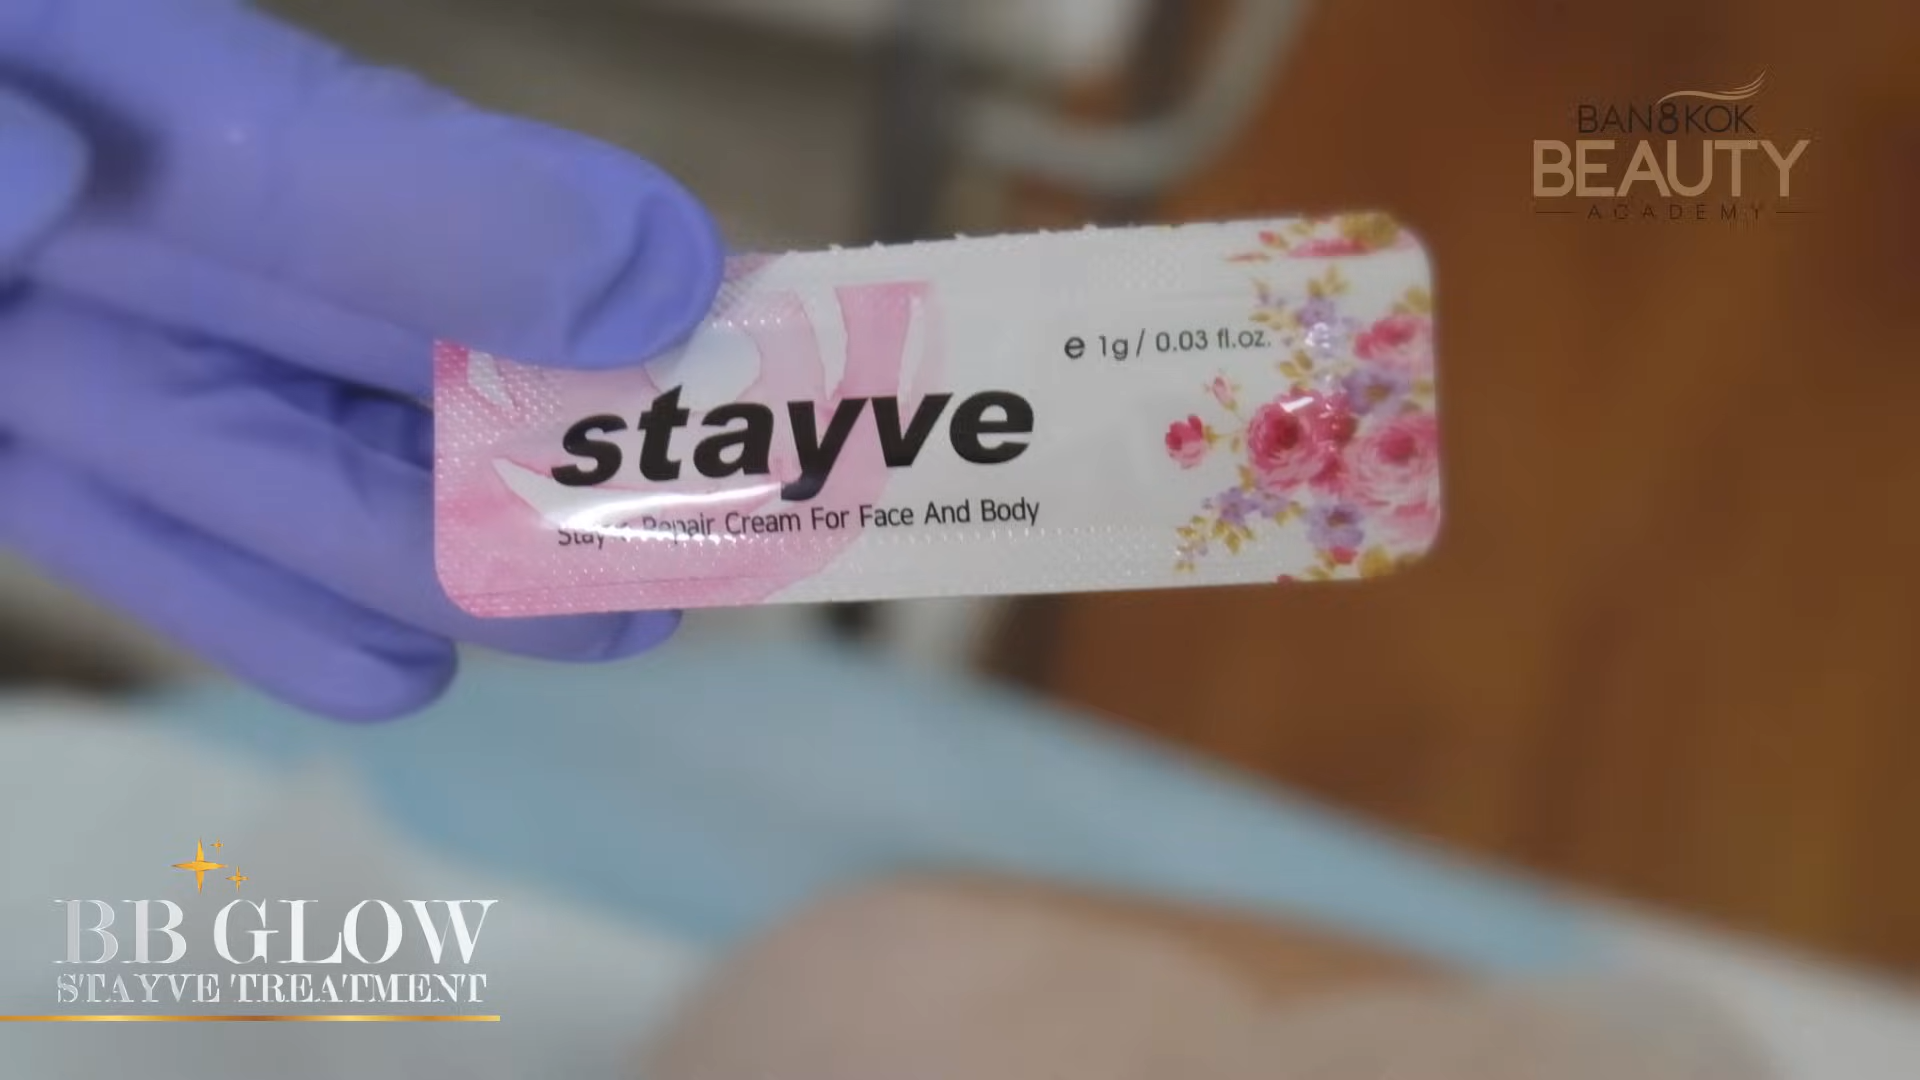 BAN8KOK
BEAUTY
ACADEMY
e 1g / 0.03 fl.oz.
stayve
Repair Cream For Face And Body
BB GLOW
STAYVE TREATMENT